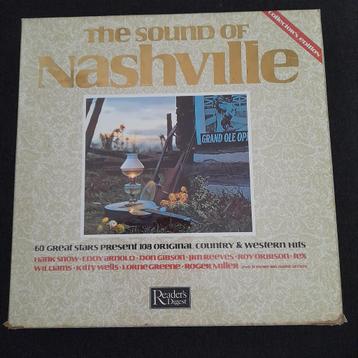 The Sound of
Nashville
collector's edition
GRAND OLE OP
60 Great Stars Present 108 Original Country & Western Hits
Hank Snow · Eddy Arnold · Don Gibson · Jim Reeves · Roy Orbison · Tex
Williams · Kitty Wells · Lorne Greene · Roger Miller
Reader's
Digest